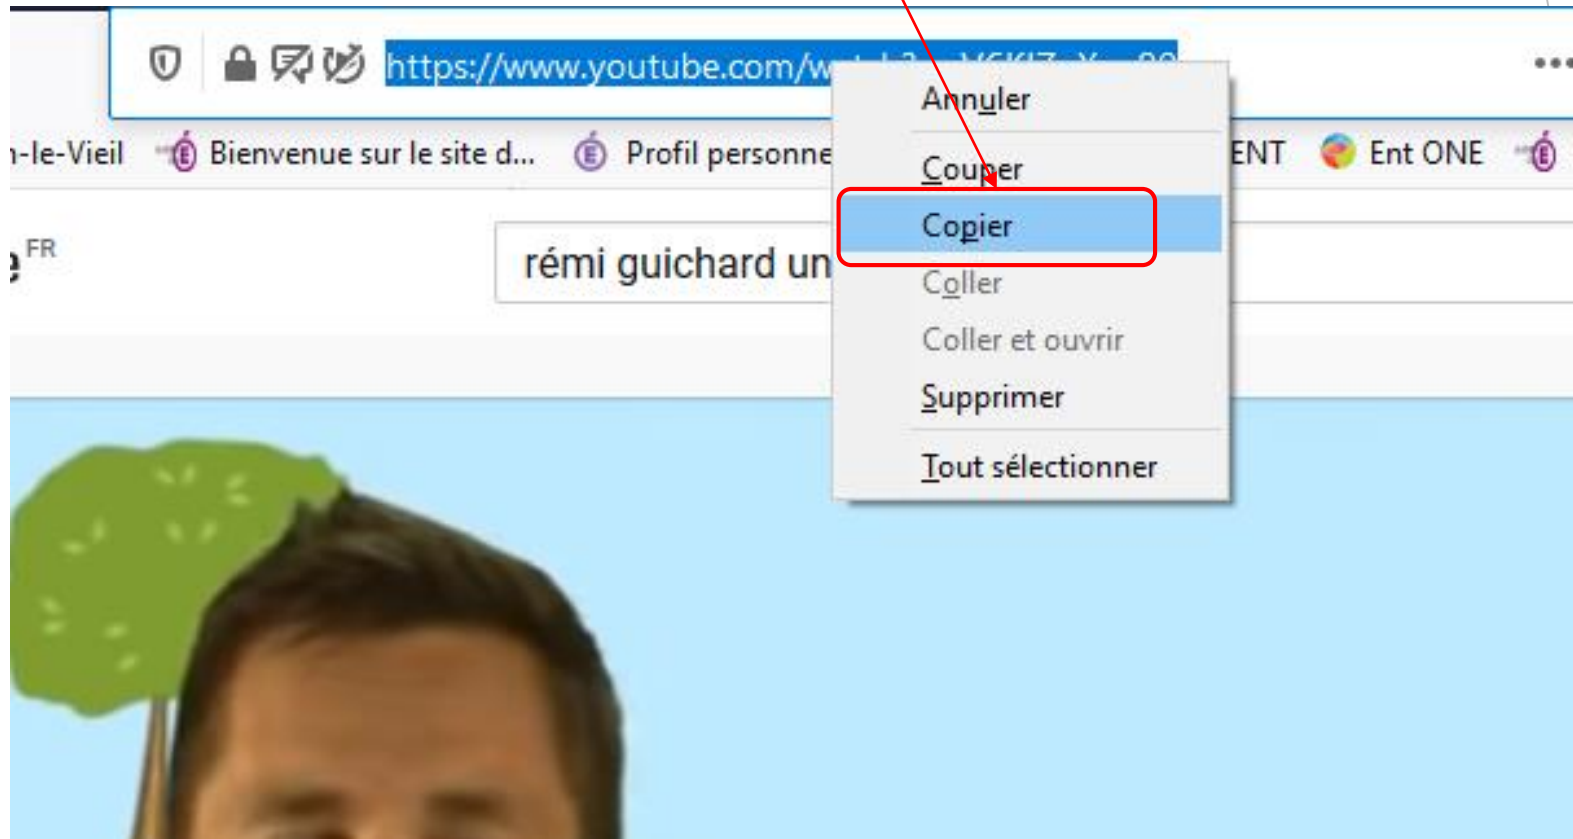 https://www.youtube.com/w
-le-Vieil Bienvenue sur le site d... Profil personne ENT Ent ONE
FR
rémi guichard un
Annuler
Couper
Copier
Coller
Coller et ouvrir
Supprimer
Tout sélectionner